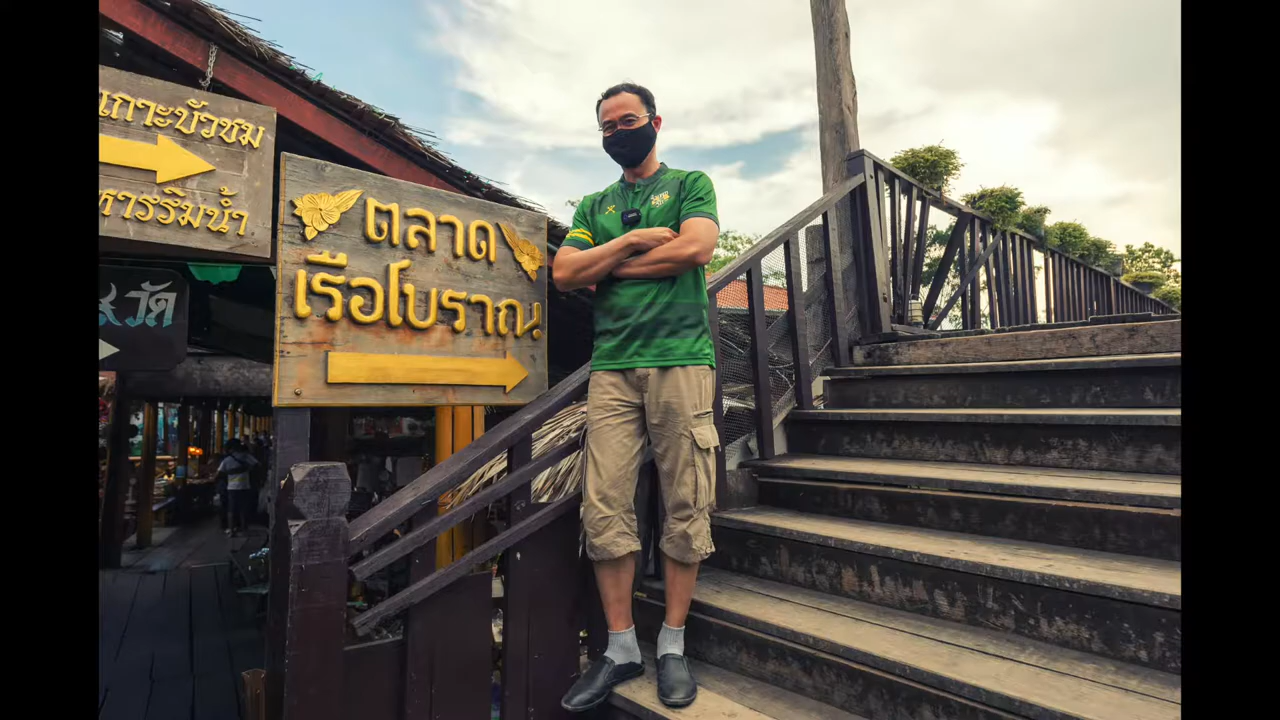 เกาะบัวชม
หารริมน้ำ
ตลาด
เรือโบราณ
๙ วัด